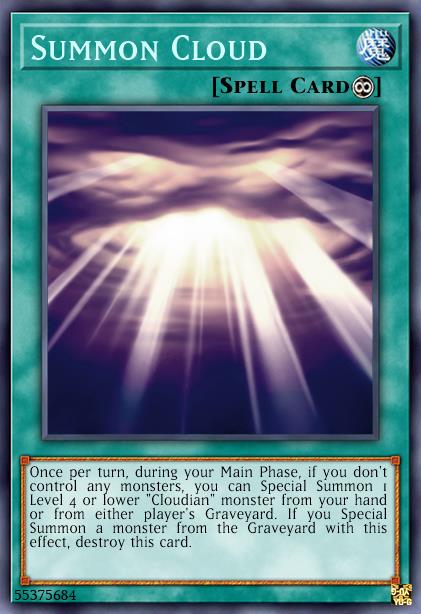 Summon Cloud
[Spell Card]
Once per turn, during your Main Phase, if you don't
control any monsters, you can Special Summon 1
Level 4 or lower "Cloudian" monster from your hand
or from either player's Graveyard. If you Special
Summon a monster from the Graveyard with this
effect, destroy this card.
55375684